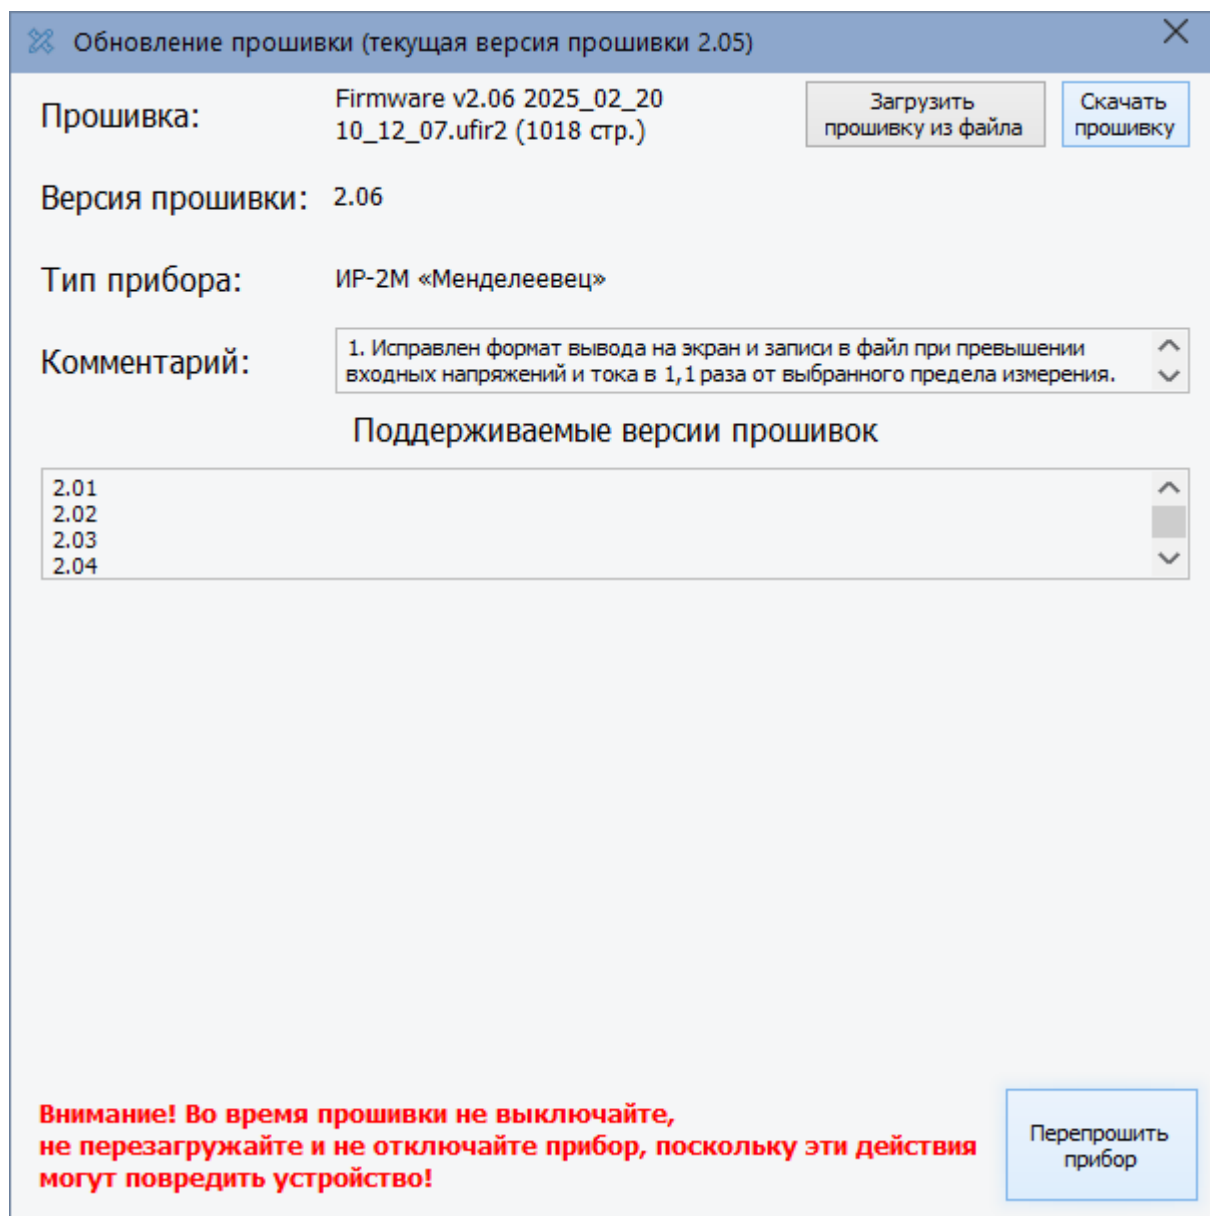 Обновление прошивки (текущая версия прошивки 2.05)
Прошивка:
Firmware v2.06 2025_02_20
10_12_07.ufir2 (1018 стр.)
Загрузить
прошивку из файла
Скачать
прошивку
Версия прошивки:
2.06
Тип прибора:
ИР-2М «Менделеевец»
Комментарий:
1. Исправлен формат вывода на экран и записи в файл при превышении
входных напряжений и тока в 1,1 раза от выбранного предела измерения.
Поддерживаемые версии прошивок
2.01
2.02
2.03
2.04
Внимание! Во время прошивки не выключайте,
не перезагружайте и не отключайте прибор, поскольку эти действия
могут повредить устройство!
Перепрошить
прибор